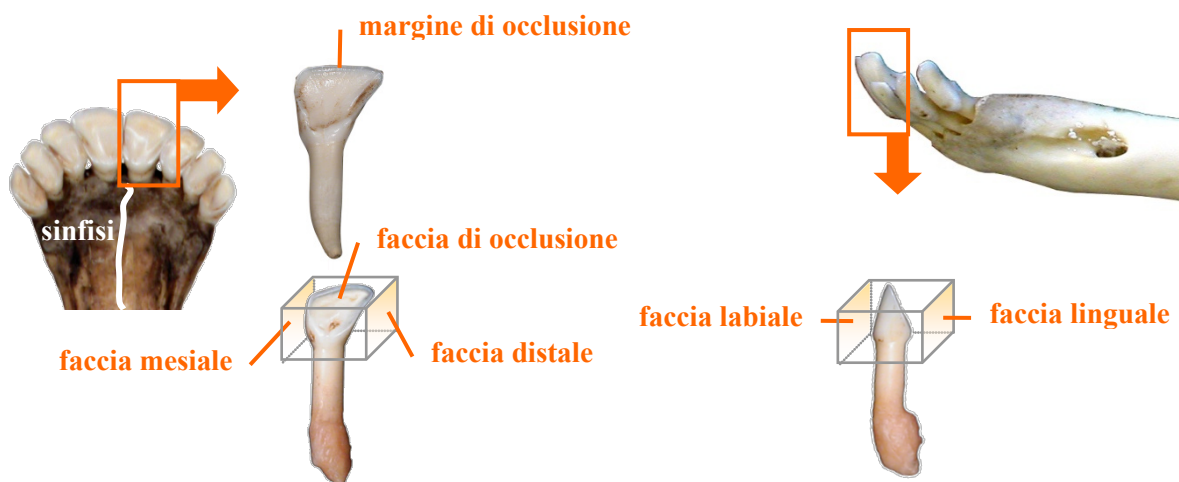 margine di occlusione
sinfisi
faccia di occlusione
faccia mesiale
faccia distale
faccia labiale
faccia linguale